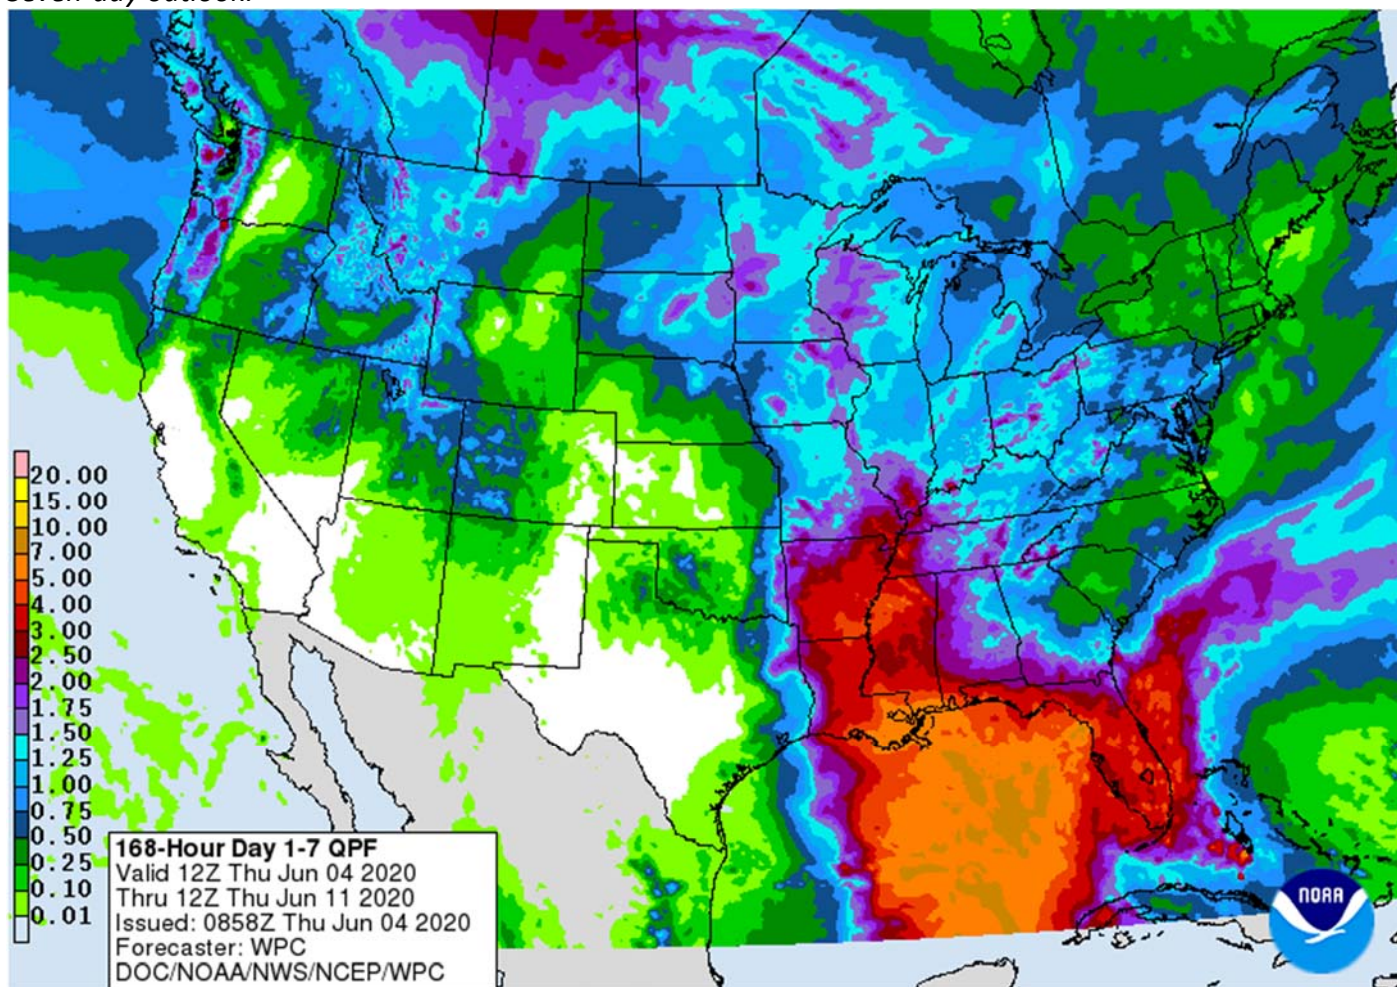 seven-day outlook.
20.00
15.00
10.00
7.00
5.00
4.00
3.00
2.50
2.00
1.75
1.50
1.25
1.00
0.75
0.50
0.25
0.10
0.01
168-Hour Day 1-7 QPF
Valid 12Z Thu Jun 04 2020
Thru 12Z Thu Jun 11 2020
Issued: 0858Z Thu Jun 04 2020
Forecaster: WPC
DOC/NOAA/NWS/NCEP/WPC
NOAA